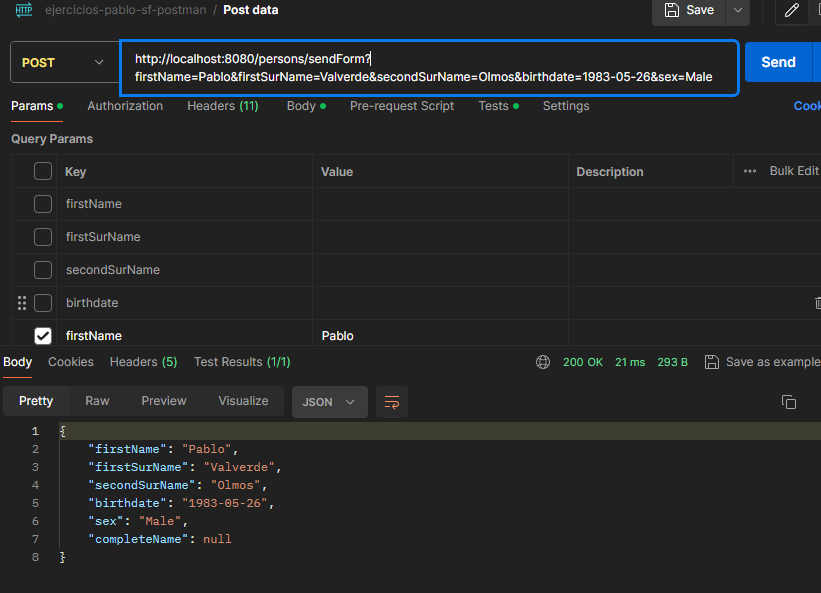 HTTP ejercicios-pablo-sf-postman / Post data Save
POST http://localhost:8080/persons/sendForm?
firstName=Pablo&firstSurName=Valverde&secondSurName=Olmos&birthdate=1983-05-26&sex=Male Send
Params Authorization Headers (11) Body Pre-request Script Tests Settings
Query Params
Key Value Description Bulk Edit
firstName
firstSurName
secondSurName
birthdate
firstName Pablo
Body Cookies Headers (5) Test Results (1/1) 200 OK 21 ms 293 B Save as example
Pretty Raw Preview Visualize JSON
1 {
2 "firstName": "Pablo",
3 "firstSurName": "Valverde",
4 "secondSurName": "Olmos",
5 "birthdate": "1983-05-26",
6 "sex": "Male",
7 "completeName": null
8 }